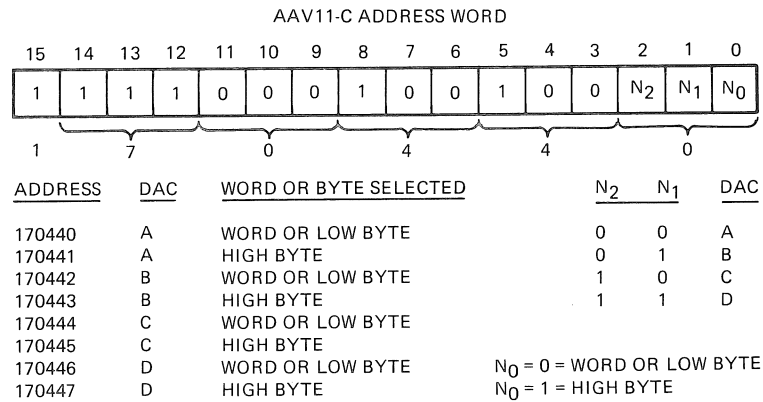 AAV11-C ADDRESS WORD
15 14 13 12 11 10 9 8 7 6 5 4 3 2 1 0
1 1 1 1 0 0 0 1 0 0 1 0 0 N2 N1 N0
1 7 0 4 4 0
ADDRESS DAC WORD OR BYTE SELECTED N2 N1 DAC
170440 A WORD OR LOW BYTE 0 0 A
170441 A HIGH BYTE 0 1 B
170442 B WORD OR LOW BYTE 1 0 C
170443 B HIGH BYTE 1 1 D
170444 C WORD OR LOW BYTE
170445 C HIGH BYTE
170446 D WORD OR LOW BYTE N0 = 0 = WORD OR LOW BYTE
170447 D HIGH BYTE N0 = 1 = HIGH BYTE